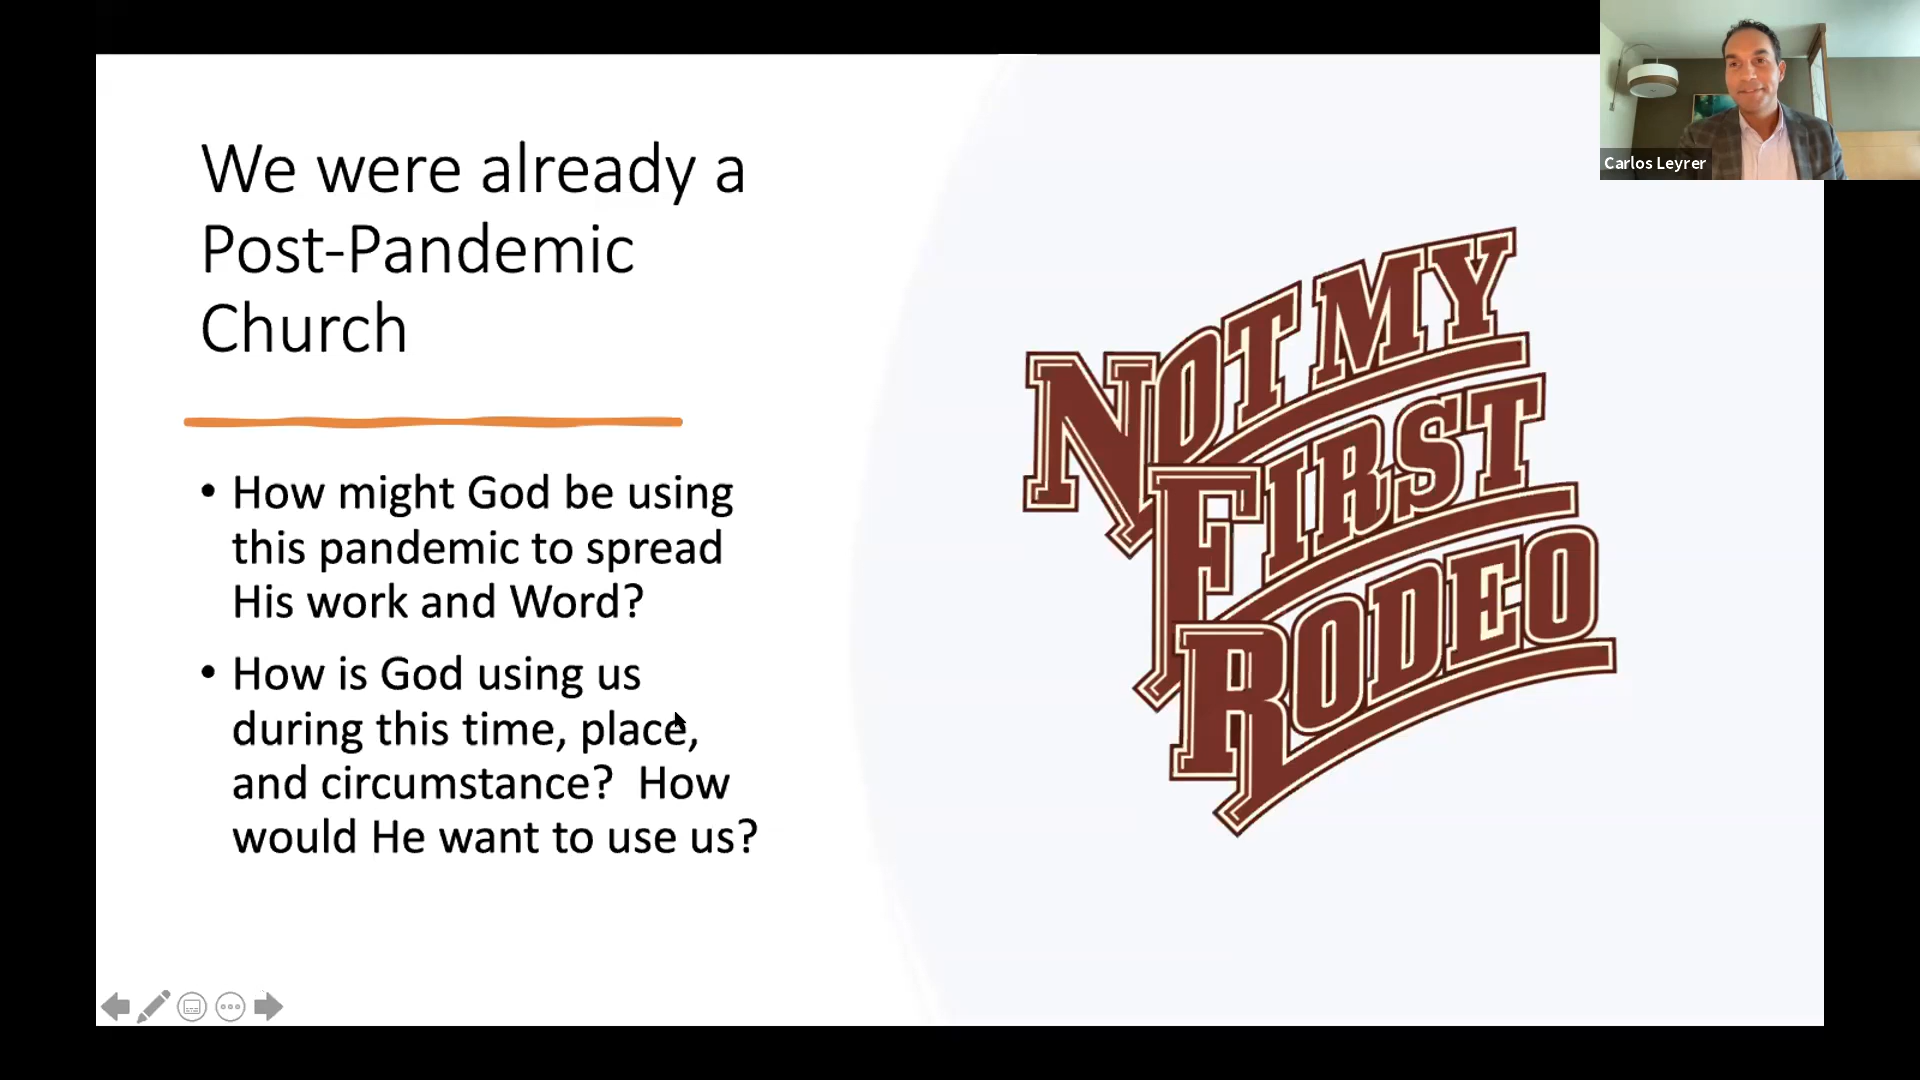 We were already a
Post-Pandemic
Church
• How might God be using
this pandemic to spread
His work and Word?
• How is God using us
during this time, place,
and circumstance?  How
would He want to use us?
NOT MY
FIRST
RODEO
Carlos Leyrer